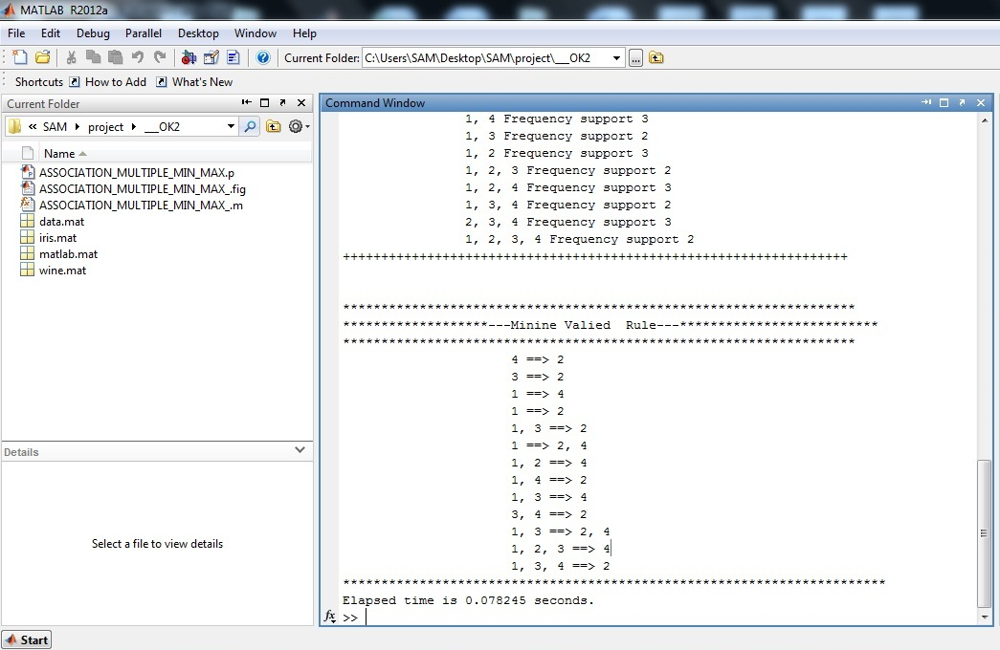 MATLAB R2012a
File Edit Debug Parallel Desktop Window Help
Current Folder: C:\Users\SAM\Desktop\SAM\project\___OK2
Shortcuts How to Add What's New
Current Folder
« SAM project ___OK2
Name
ASSOCIATION_MULTIPLE_MIN_MAX.p
ASSOCIATION_MULTIPLE_MIN_MAX_.fig
ASSOCIATION_MULTIPLE_MIN_MAX_.m
data.mat
iris.mat
matlab.mat
wine.mat
Details
Select a file to view details
Command Window
1, 4 Frequency support 3
1, 3 Frequency support 2
1, 2 Frequency support 3
1, 2, 3 Frequency support 2
1, 2, 4 Frequency support 3
1, 3, 4 Frequency support 2
2, 3, 4 Frequency support 3
1, 2, 3, 4 Frequency support 2
++++++++++++++++++++++++++++++++++++++++++++++++++++++++++++++++++
*******************************************************************
*******************---Minine Valied  Rule---**************************
*******************************************************************
4 ==> 2
3 ==> 2
1 ==> 4
1 ==> 2
1, 3 ==> 2
1 ==> 2, 4
1, 2 ==> 4
1, 4 ==> 2
1, 3 ==> 4
3, 4 ==> 2
1, 3 ==> 2, 4
1, 2, 3 ==> 4
1, 3, 4 ==> 2
***********************************************************************
Elapsed time is 0.078245 seconds.
fx >>
Start